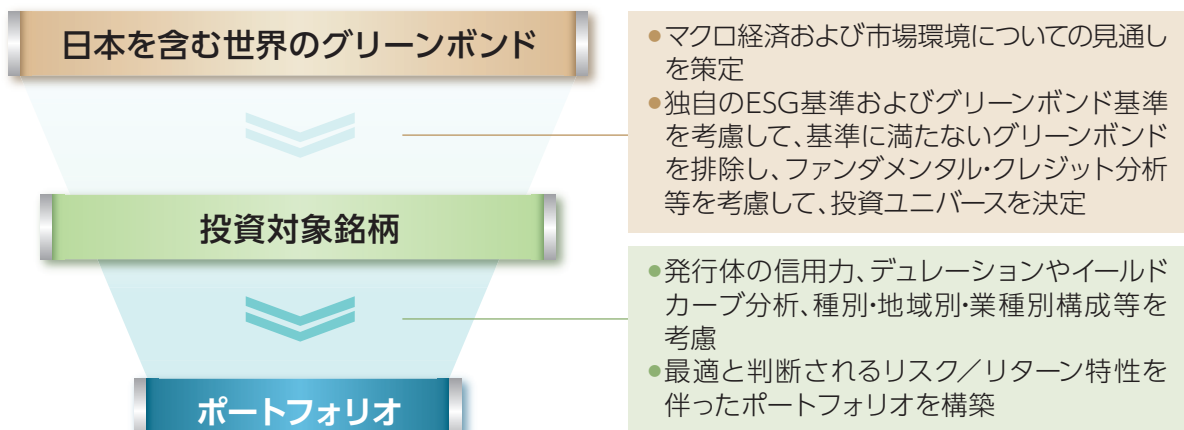 日本を含む世界のグリーンボンド
●マクロ経済および市場環境についての見通し
を策定
●独自のESG基準およびグリーンボンド基準
を考慮して、基準に満たないグリーンボンド
を排除し、ファンダメンタル・クレジット分析
等を考慮して、投資ユニバースを決定
投資対象銘柄
●発行体の信用力、デュレーションやイールド
カーブ分析、種別・地域別・業種別構成等を
考慮
●最適と判断されるリスク／リターン特性を
伴ったポートフォリオを構築
ポートフォリオ